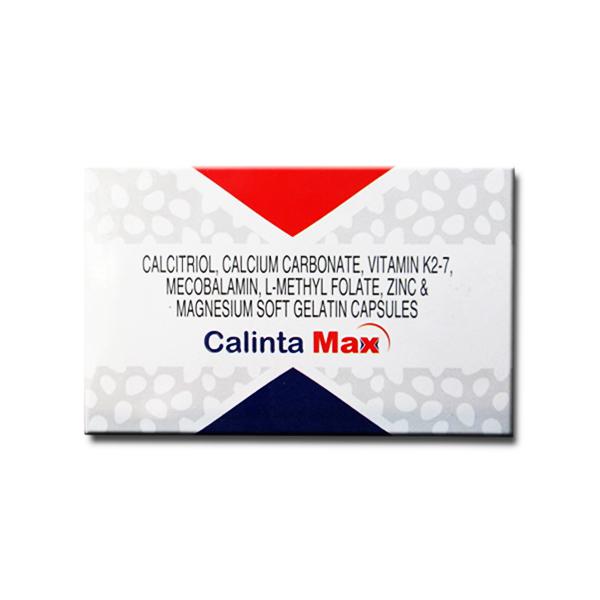 CALCITRIOL, CALCIUM CARBONATE, VITAMIN K2-7,
MECOBALAMIN, L-METHYL FOLATE, ZINC &
MAGNESIUM SOFT GELATIN CAPSULES
Calinta Max